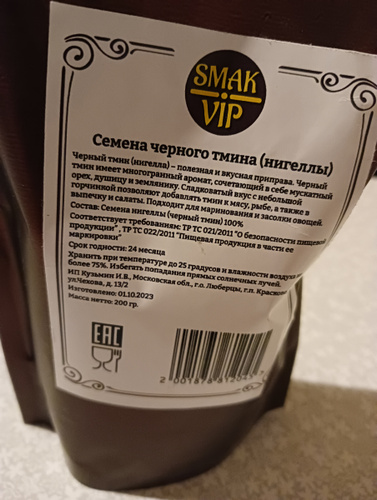 SMAK
VIP
Семена черного тмина (нигеллы)
Черный тмин (нигелла) – полезная и вкусная приправа. Черный
тмин имеет многогранный аромат, сочетающий в себе мускатный
орех, душицу и землянику. Сладковатый вкус с небольшой
горчинкой позволяют добавлять тмин к мясу, рыбе, а также в
выпечку и салаты. Подходит для маринования и засолки овощей.
Состав: Семена нигеллы (черный тмин) 100%
Соответствует требованиям: ТР ТС 021/2011 "О безопасности пищевой
продукции" , ТР ТС 022/2011 "Пищевая продукция в части ее
маркировки"
Срок годности: 24 месяца
Хранить при температуре до 25 градусов и влажности воздуха
более 75%. Избегать попадания прямых солнечных лучей.
ИП Кузьмин И.В., Московская обл., г.о. Люберцы, г.п.
ул.Чехова, д. 13/2
Изготовлено: 01.10.2023
Масса нетто: 200 гр.
EAC